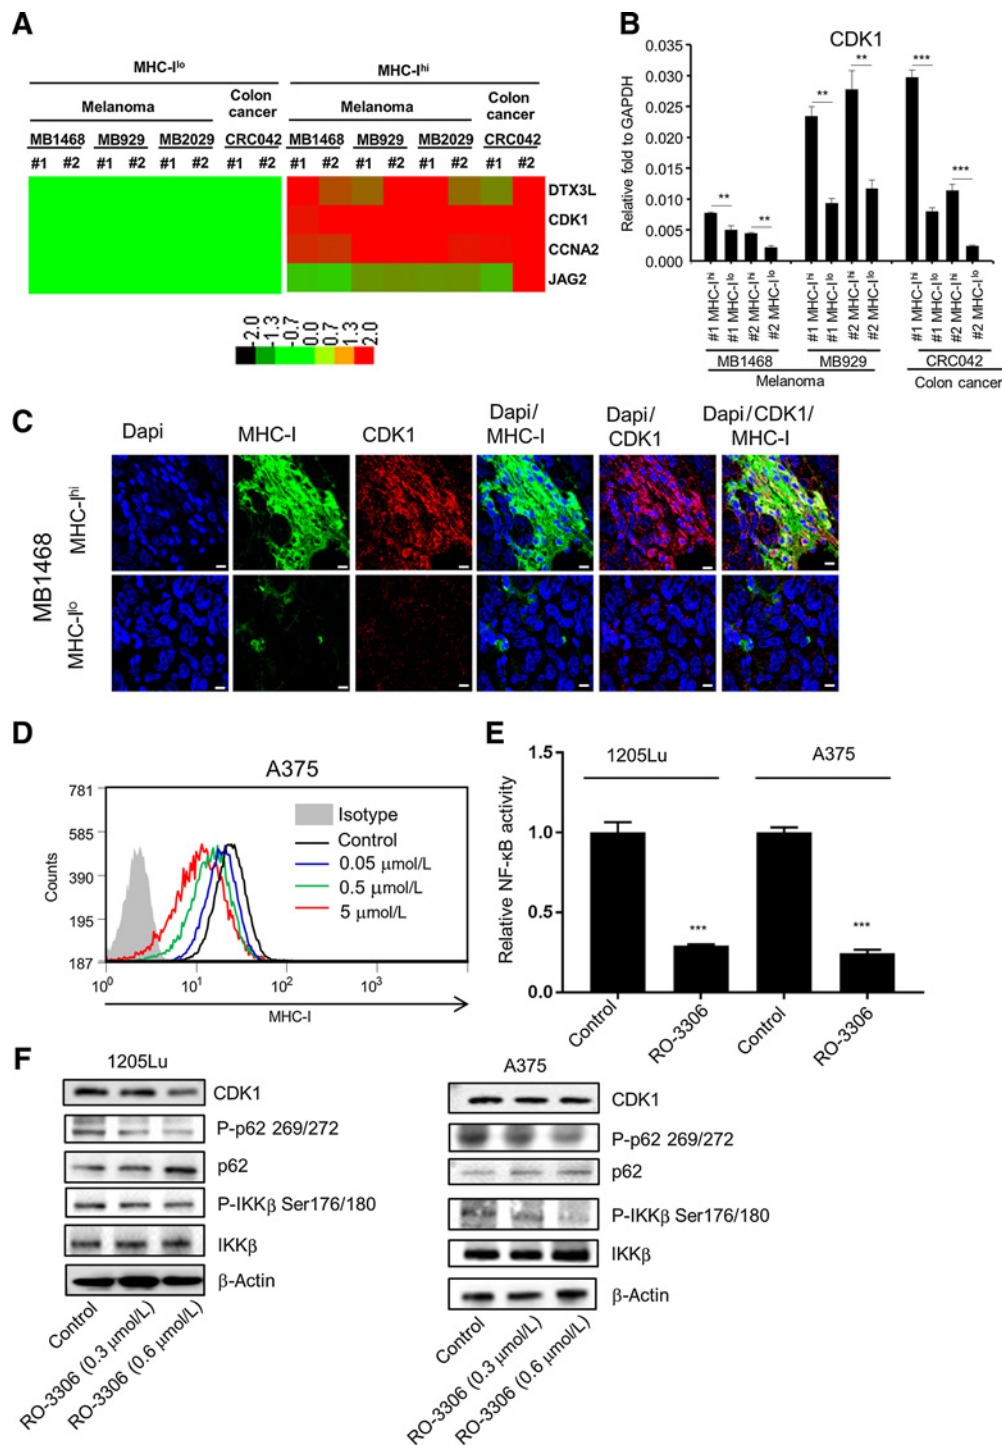 A
MHC-Iˡᵒ
MHC-Iʰⁱ
Melanoma
Colon cancer
Melanoma
Colon cancer
MB1468 MB929 MB2029 CRC042 MB1468 MB929 MB2029 CRC042
#1 #2 #1 #2 #1 #2 #1 #2 #1 #2 #1 #2 #1 #2 #1 #2
DTX3L
CDK1
CCNA2
JAG2
-2.0 -1.3 -0.7 0.0 0.7 1.3 2.0
B
CDK1
Relative fold to GAPDH
0.035
0.030
0.025
0.020
0.015
0.010
0.005
0.000
** ** ** ** *** ***
#1 MHC-Iʰⁱ
#1 MHC-Iˡᵒ
#2 MHC-Iʰⁱ
#2 MHC-Iˡᵒ
#1 MHC-Iʰⁱ
#1 MHC-Iˡᵒ
#2 MHC-Iʰⁱ
#2 MHC-Iˡᵒ
#1 MHC-Iʰⁱ
#1 MHC-Iˡᵒ
#2 MHC-Iʰⁱ
#2 MHC-Iˡᵒ
MB1468 MB929 CRC042
Melanoma Colon cancer
C
Dapi
MHC-I
CDK1
Dapi/
MHC-I
Dapi/
CDK1
Dapi/CDK1/
MHC-I
MB1468
MHC-Iʰⁱ
MHC-Iˡᵒ
D
A375
Counts
781
585
390
195
187
10⁰ 10¹ 10² 10³
MHC-I
Isotype
Control
0.05 μmol/L
0.5 μmol/L
5 μmol/L
E
Relative NF-κB activity
1.5
1.0
0.5
0.0
1205Lu
A375
***
***
Control
RO-3306
Control
RO-3306
F
1205Lu
CDK1
P-p62 269/272
p62
P-IKKβ Ser176/180
IKKβ
β-Actin
Control
RO-3306 (0.3 μmol/L)
RO-3306 (0.6 μmol/L)
A375
CDK1
P-p62 269/272
p62
P-IKKβ Ser176/180
IKKβ
β-Actin
Control
RO-3306 (0.3 μmol/L)
RO-3306 (0.6 μmol/L)